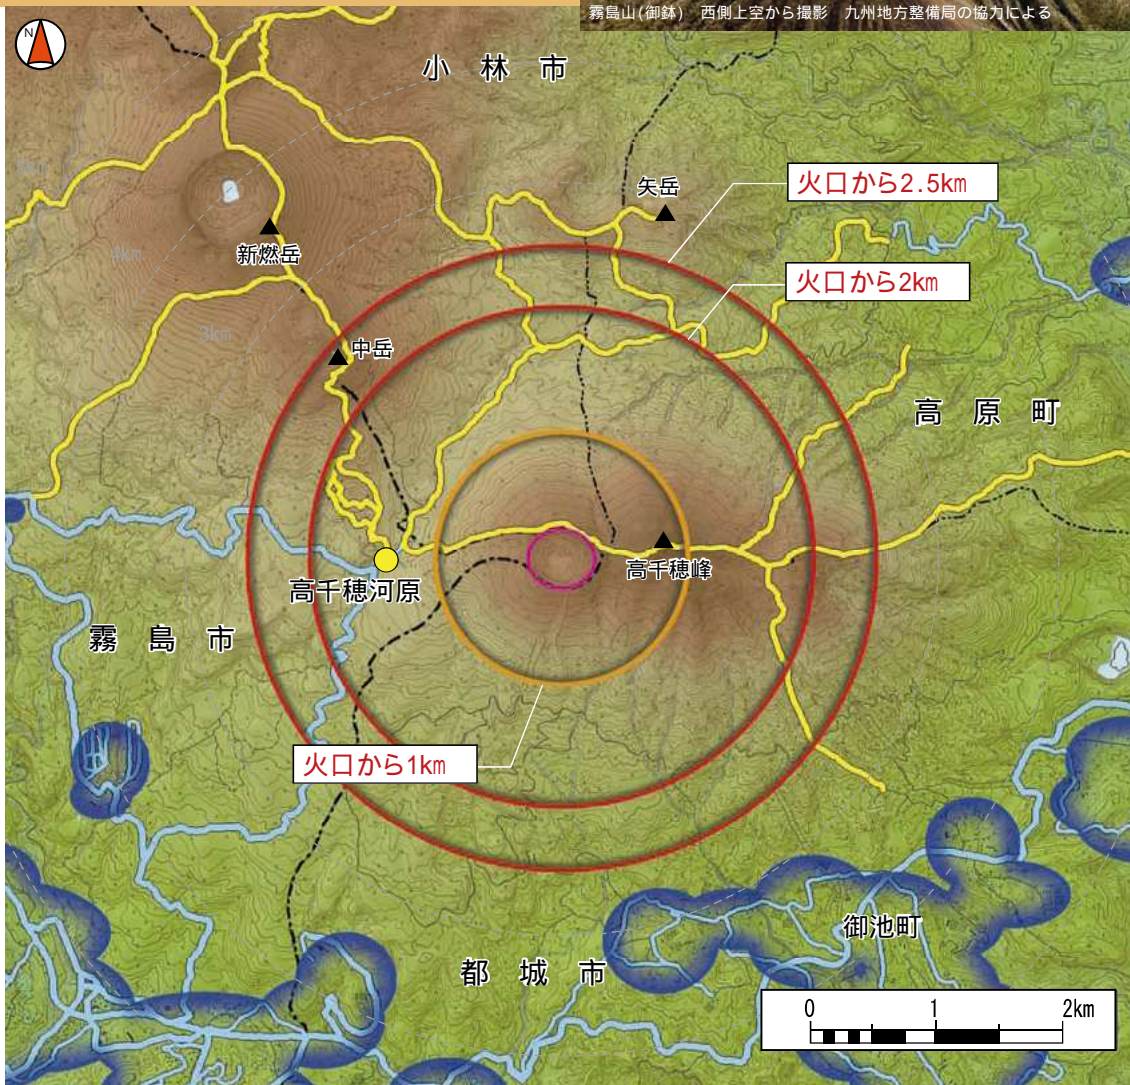 霧島山(御鉢) 西側上空から撮影 九州地方整備局の協力による
N
小林市
火口から2.5km
矢岳
新燃岳
4km
火口から2km
3km
中岳
高原町
高千穂峰
高千穂河原
霧島市
火口から1km
御池町
都城市
0 1 2km